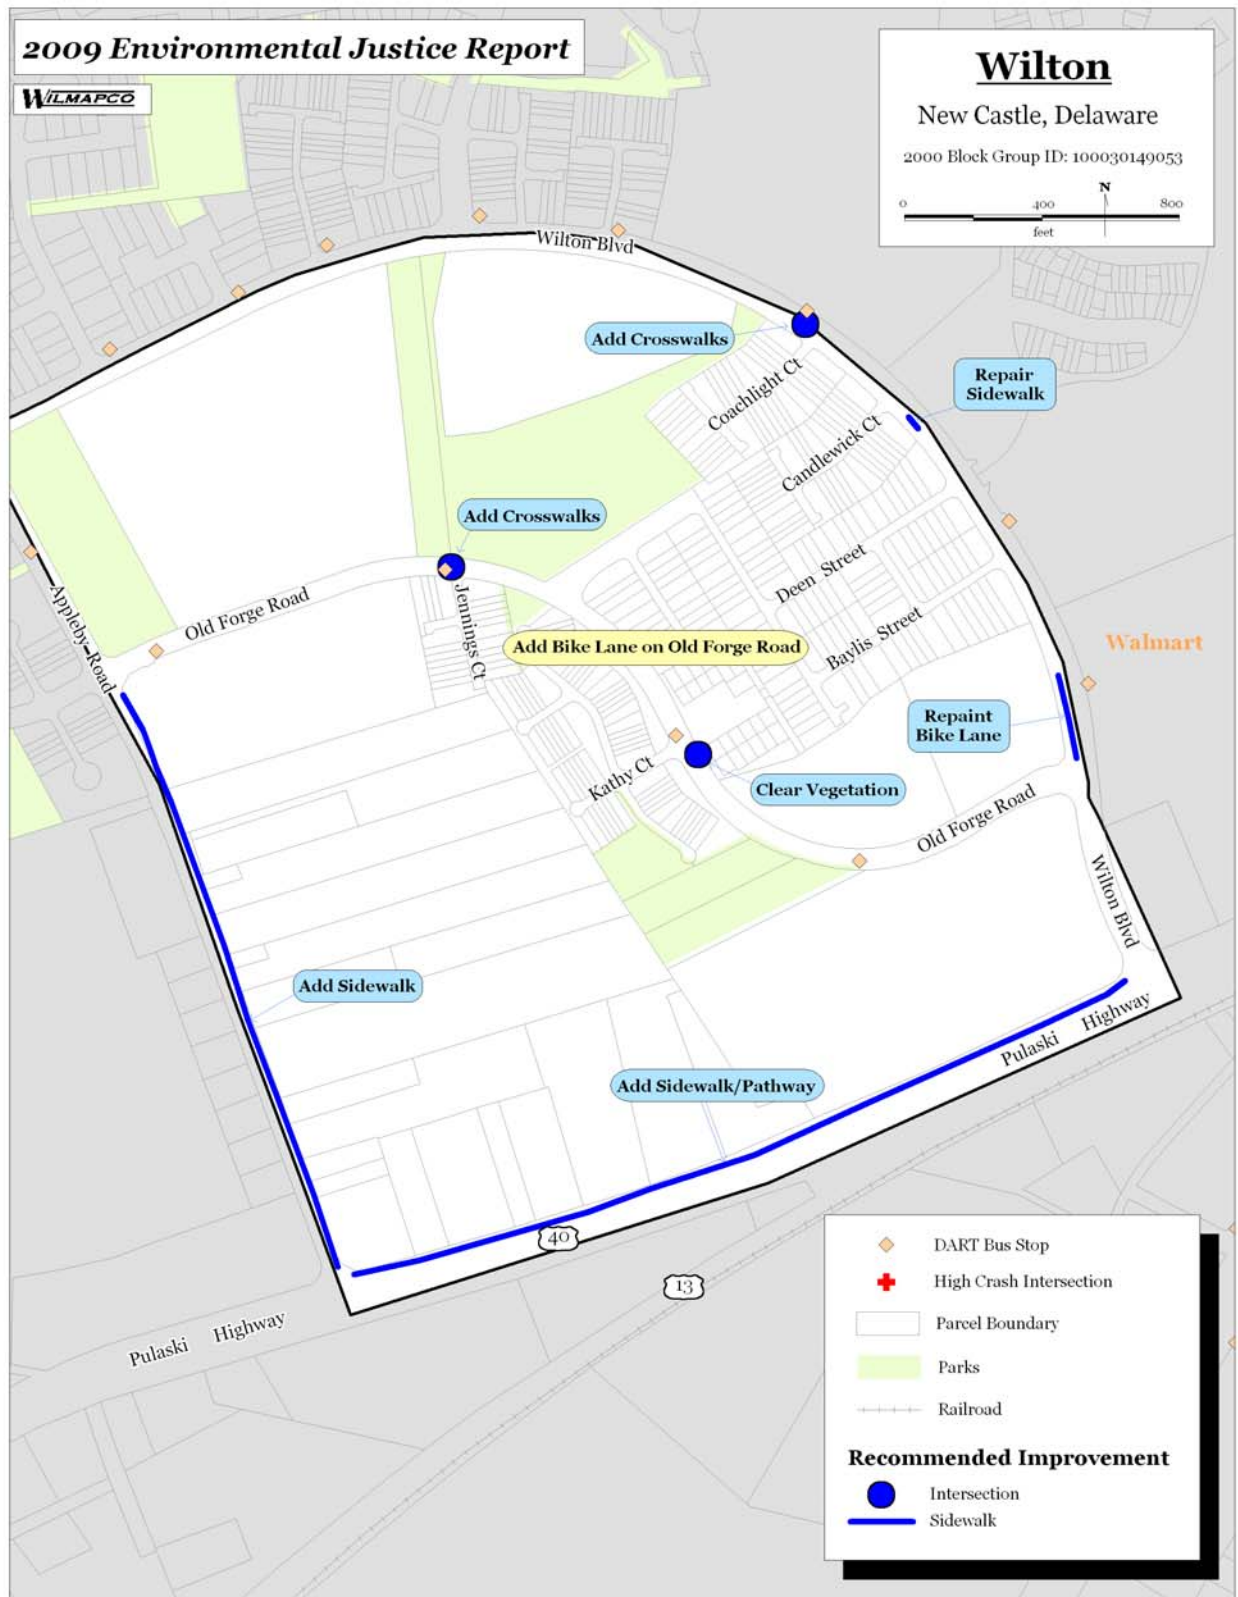 2009 Environmental Justice Report
WILMAPCO
Wilton
New Castle, Delaware
2000 Block Group ID: 100030149053
N
0 400 800
feet
Wilton Blvd
Add Crosswalks
Repair
Sidewalk
Coachlight Ct
Candlewick Ct
Add Crosswalks
Deen Street
Appleby Road
Old Forge Road
Jennings Ct
Baylis Street
Add Bike Lane on Old Forge Road
Walmart
Repaint
Bike Lane
Kathy Ct
Clear Vegetation
Old Forge Road
Wilton Blvd
Add Sidewalk
Pulaski Highway
Add Sidewalk/Pathway
40
13
Pulaski Highway
DART Bus Stop
High Crash Intersection
Parcel Boundary
Parks
Railroad
Recommended Improvement
Intersection
Sidewalk